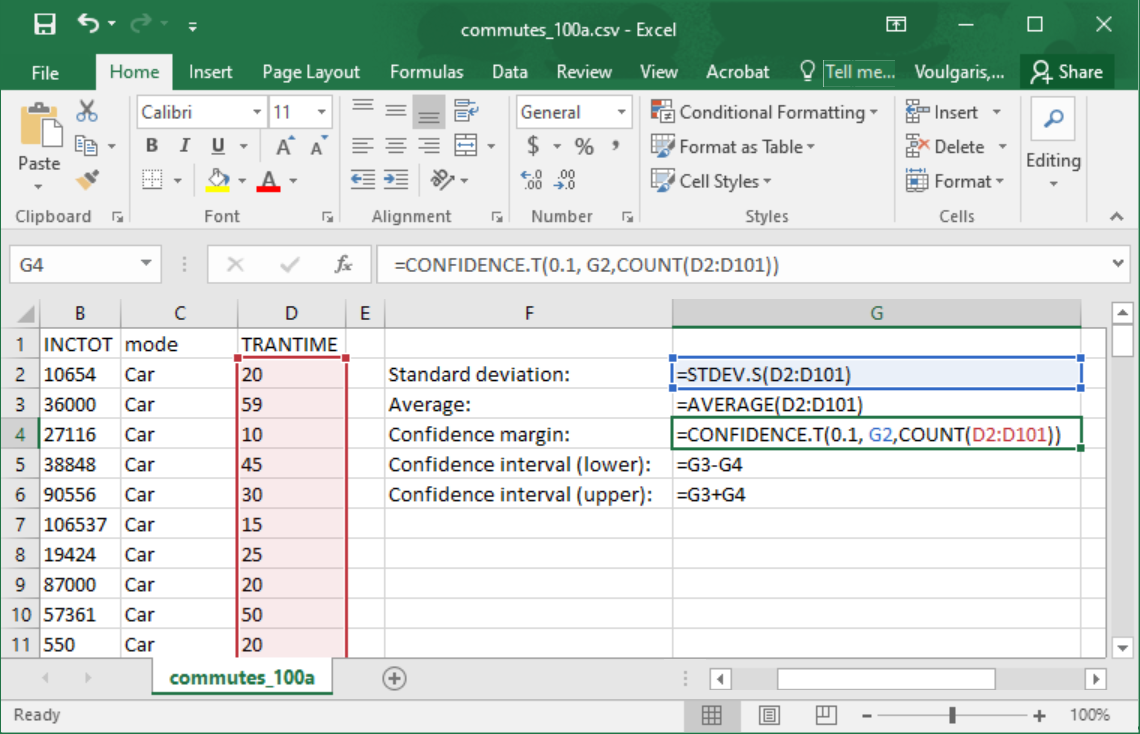 commutes_100a.csv - Excel
File Home Insert Page Layout Formulas Data Review View Acrobat Tell me... Voulgaris,... Share
Paste
Calibri 11
General
Conditional Formatting
Insert
B I U A A
$ % ,
Format as Table
Delete
Editing
A
.0 .00
.00 .0
Cell Styles
Format
Clipboard Font Alignment Number Styles Cells
G4 fx =CONFIDENCE.T(0.1, G2,COUNT(D2:D101))
B C D E F G
1 INCTOT mode TRANTIME
2 10654 Car 20 Standard deviation: =STDEV.S(D2:D101)
3 36000 Car 59 Average: =AVERAGE(D2:D101)
4 27116 Car 10 Confidence margin: =CONFIDENCE.T(0.1, G2,COUNT(D2:D101))
5 38848 Car 45 Confidence interval (lower): =G3-G4
6 90556 Car 30 Confidence interval (upper): =G3+G4
7 106537 Car 15
8 19424 Car 25
9 87000 Car 20
10 57361 Car 50
11 550 Car 20
commutes_100a
Ready 100%